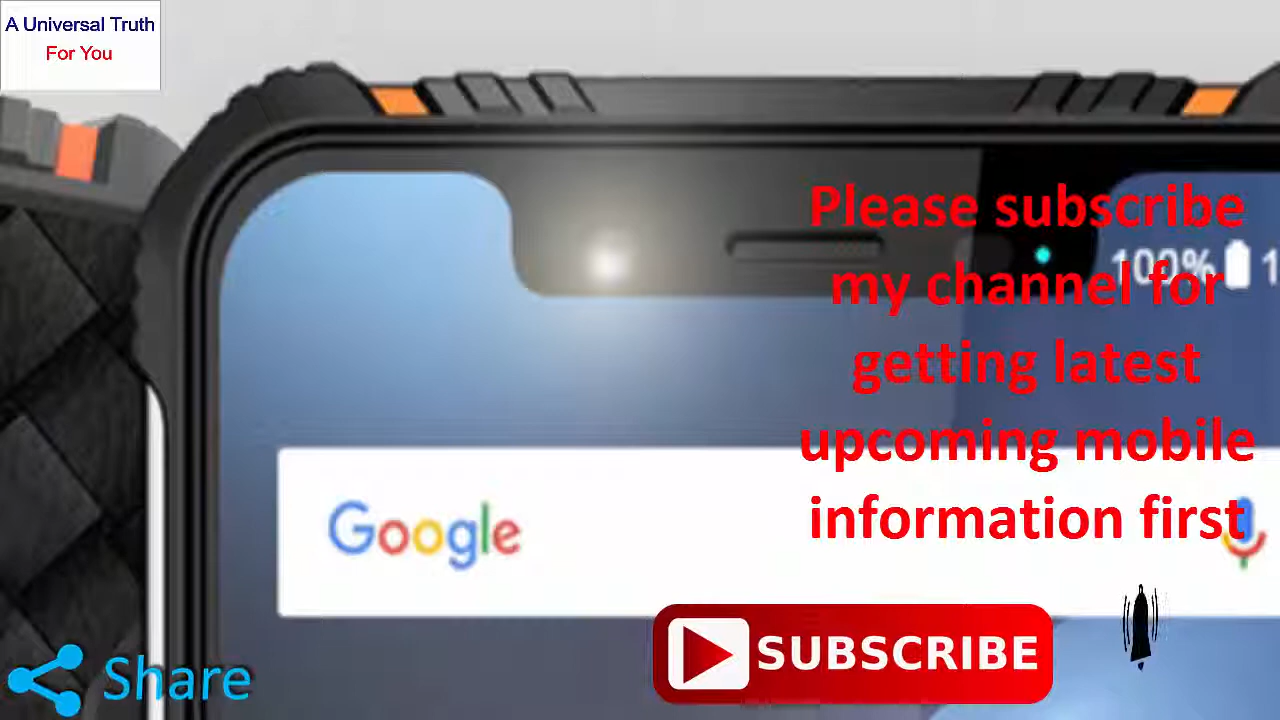 A Universal Truth
For You
Please subscribe
my channel for
getting latest
upcoming mobile
information first
100%
Google
SUBSCRIBE
Share